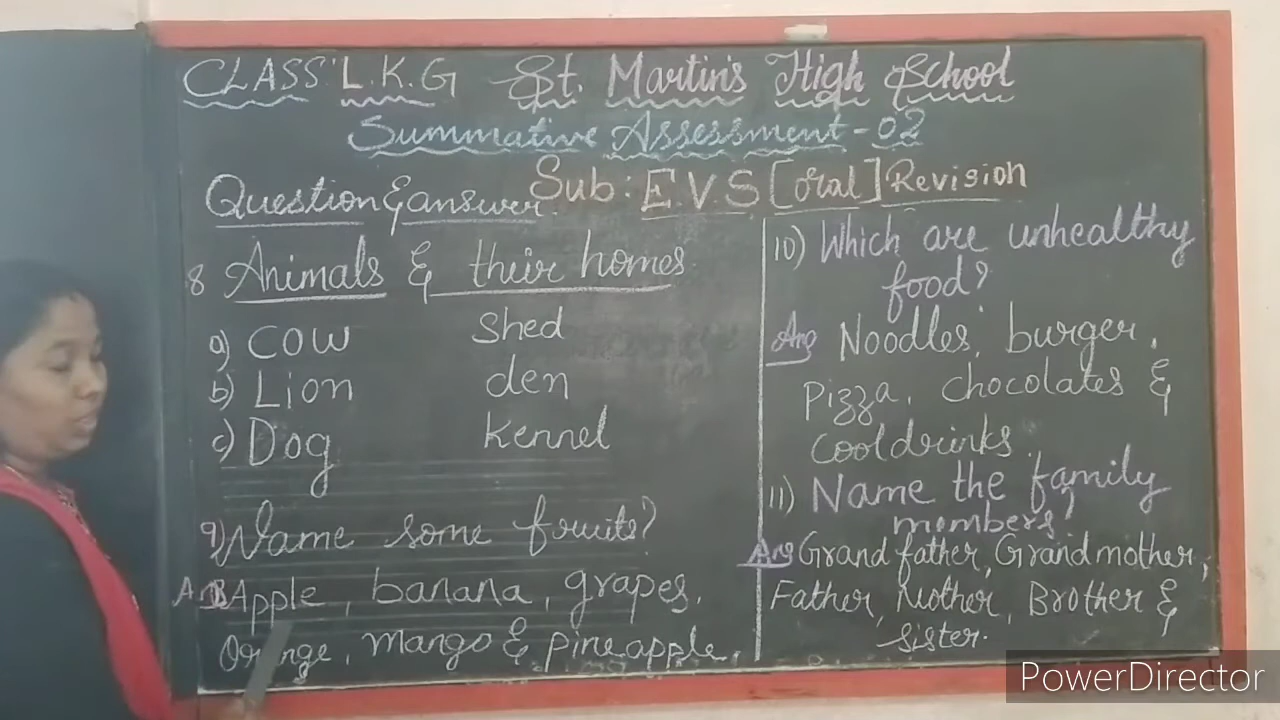 CLASS: L.K.G St. Martin's High School
Summative Assessment - 02
Sub: E.V.S [oral] Revision
Question & answer.
8 Animals & their homes
a) cow shed
b) Lion den
c) Dog kennel
9) Name some fruits?
Ans Apple, banana, grapes,
Orange, mango & pineapple.
10) Which are unhealthy
food?
Ans Noodles, burger,
pizza, chocolates &
cooldrinks
11) Name the family
members?
Ans Grand father, Grand mother,
Father, Mother, Brother &
sister.
PowerDirector